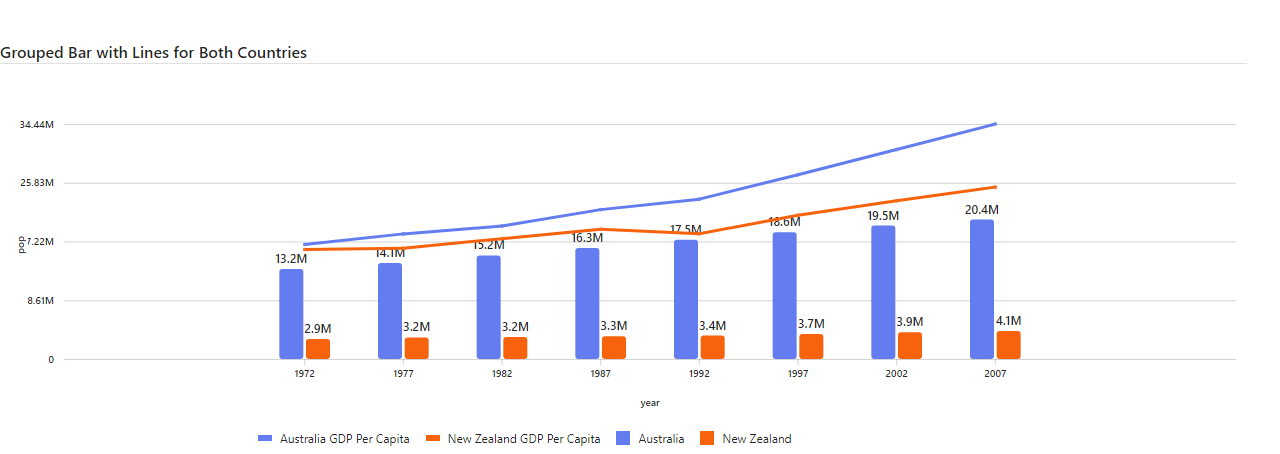 Grouped Bar with Lines for Both Countries
34.44M
25.83M
7.22M
8.61M
0
pop
13.2M
14.1M
15.2M
16.3M
17.5M
18.6M
19.5M
20.4M
2.9M
3.2M
3.2M
3.3M
3.4M
3.7M
3.9M
4.1M
1972 1977 1982 1987 1992 1997 2002 2007
year
Australia GDP Per Capita New Zealand GDP Per Capita Australia New Zealand